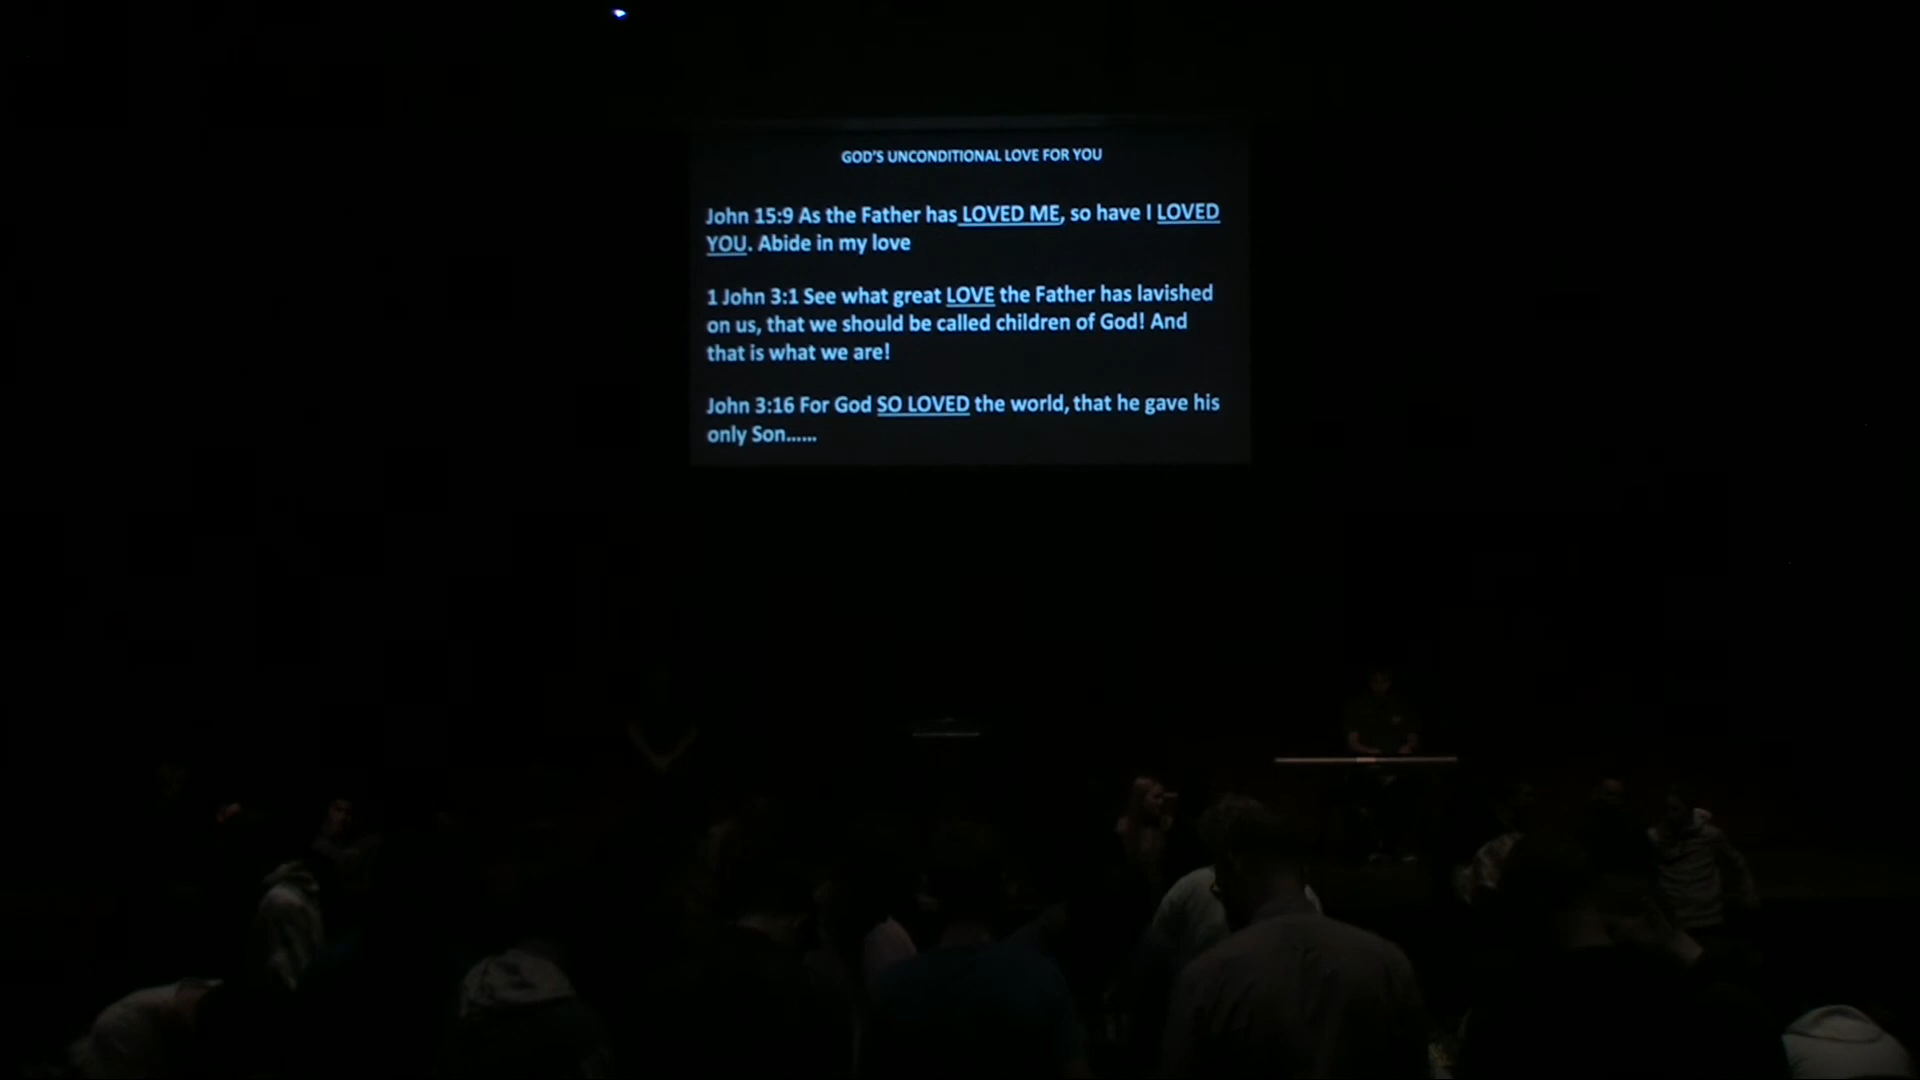 GOD'S UNCONDITIONAL LOVE FOR YOU
John 15:9 As the Father has LOVED ME, so have I LOVED
YOU. Abide in my love
1 John 3:1 See what great LOVE the Father has lavished
on us, that we should be called children of God! And
that is what we are!
John 3:16 For God SO LOVED the world, that he gave his
only Son......